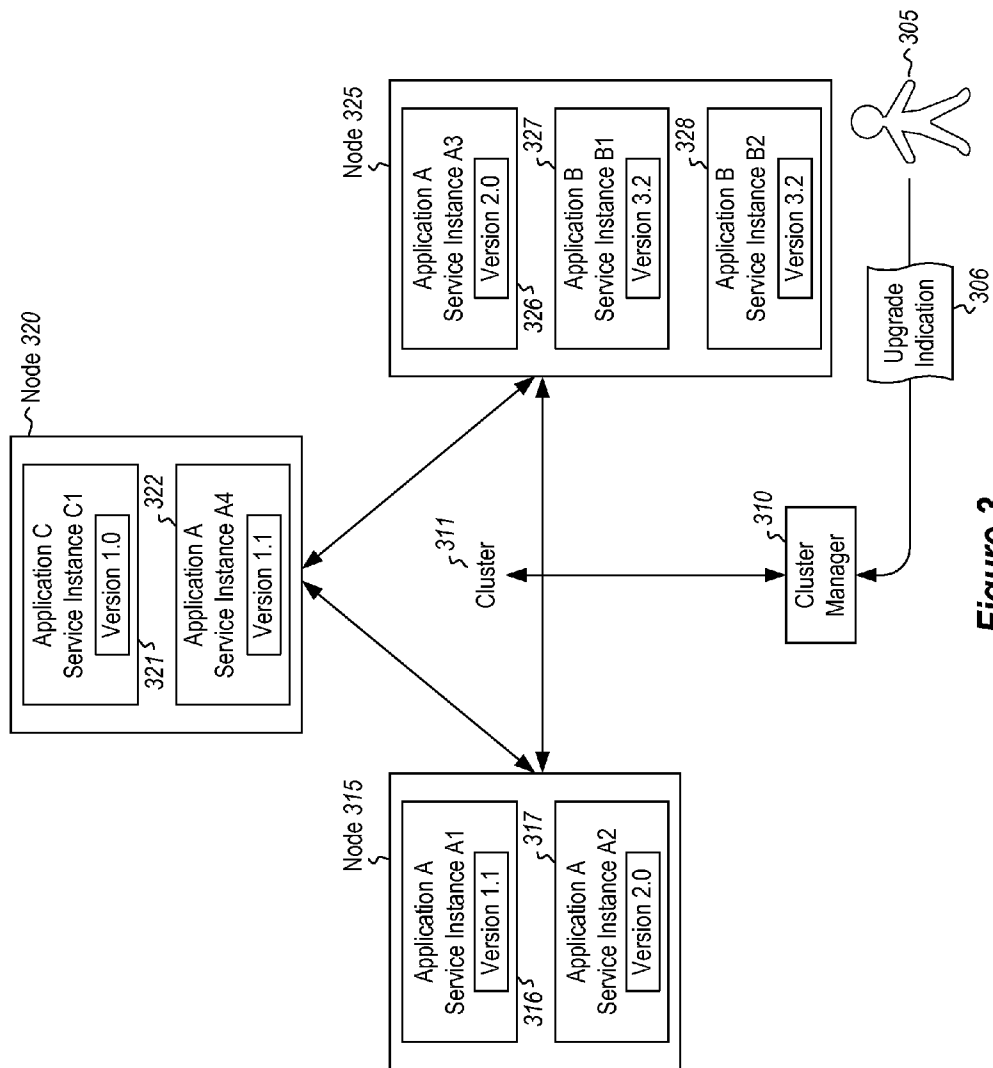 Node 320
Application C
Service Instance C1
Version 1.0
321
322
Application A
Service Instance A4
Version 1.1
Node 315
Application A
Service Instance A1
Version 1.1
316
317
Application A
Service Instance A2
Version 2.0
Cluster
311
Node 325
Application A
Service Instance A3
Version 2.0
326
327
Application B
Service Instance B1
Version 3.2
328
Application B
Service Instance B2
Version 3.2
Cluster
Manager
310
Upgrade
Indication
306
305
Figure 3